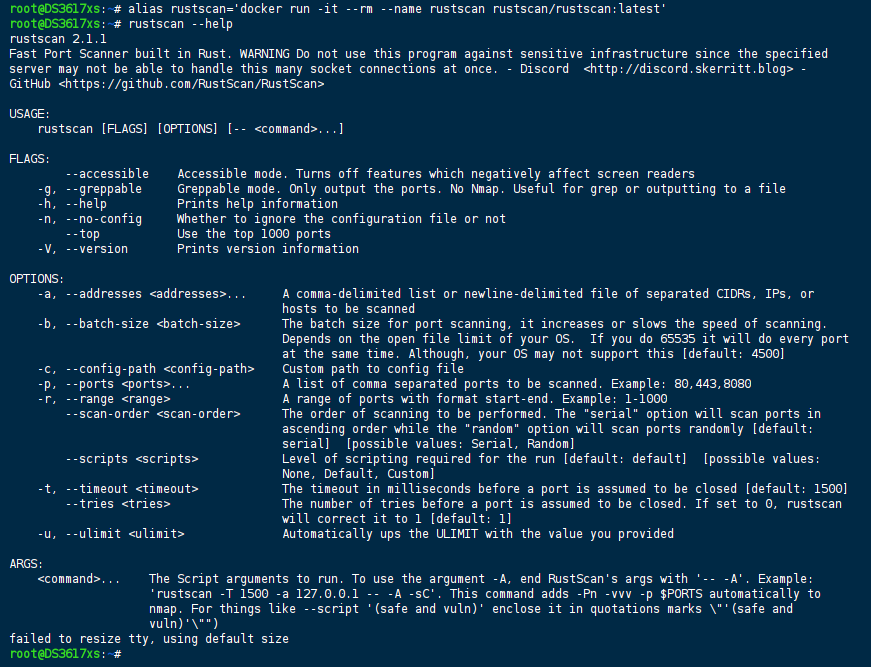 root@DS3617xs:~# alias rustscan='docker run -it --rm --name rustscan rustscan/rustscan:latest'
root@DS3617xs:~# rustscan --help
rustscan 2.1.1
Fast Port Scanner built in Rust. WARNING Do not use this program against sensitive infrastructure since the specified
server may not be able to handle this many socket connections at once. - Discord  <http://discord.skerritt.blog> -
GitHub <https://github.com/RustScan/RustScan>

USAGE:
    rustscan [FLAGS] [OPTIONS] [-- <command>...]

FLAGS:
        --accessible    Accessible mode. Turns off features which negatively affect screen readers
    -g, --greppable     Greppable mode. Only output the ports. No Nmap. Useful for grep or outputting to a file
    -h, --help          Prints help information
    -n, --no-config     Whether to ignore the configuration file or not
        --top           Use the top 1000 ports
    -V, --version       Prints version information

OPTIONS:
    -a, --addresses <addresses>...     A comma-delimited list or newline-delimited file of separated CIDRs, IPs, or
                                       hosts to be scanned
    -b, --batch-size <batch-size>      The batch size for port scanning, it increases or slows the speed of scanning.
                                       Depends on the open file limit of your OS.  If you do 65535 it will do every port
                                       at the same time. Although, your OS may not support this [default: 4500]
    -c, --config-path <config-path>    Custom path to config file
    -p, --ports <ports>...             A list of comma separated ports to be scanned. Example: 80,443,8080
    -r, --range <range>                A range of ports with format start-end. Example: 1-1000
        --scan-order <scan-order>      The order of scanning to be performed. The "serial" option will scan ports in
                                       ascending order while the "random" option will scan ports randomly [default:
                                       serial]  [possible values: Serial, Random]
        --scripts <scripts>            Level of scripting required for the run [default: default]  [possible values:
                                       None, Default, Custom]
    -t, --timeout <timeout>            The timeout in milliseconds before a port is assumed to be closed [default: 1500]
        --tries <tries>                The number of tries before a port is assumed to be closed. If set to 0, rustscan
                                       will correct it to 1 [default: 1]
    -u, --ulimit <ulimit>              Automatically ups the ULIMIT with the value you provided

ARGS:
    <command>...    The Script arguments to run. To use the argument -A, end RustScan's args with '-- -A'. Example:
                    'rustscan -T 1500 -a 127.0.0.1 -- -A -sC'. This command adds -Pn -vvv -p $PORTS automatically to
                    nmap. For things like --script '(safe and vuln)' enclose it in quotations marks \"'(safe and
                    vuln)'\"")
failed to resize tty, using default size
root@DS3617xs:~#